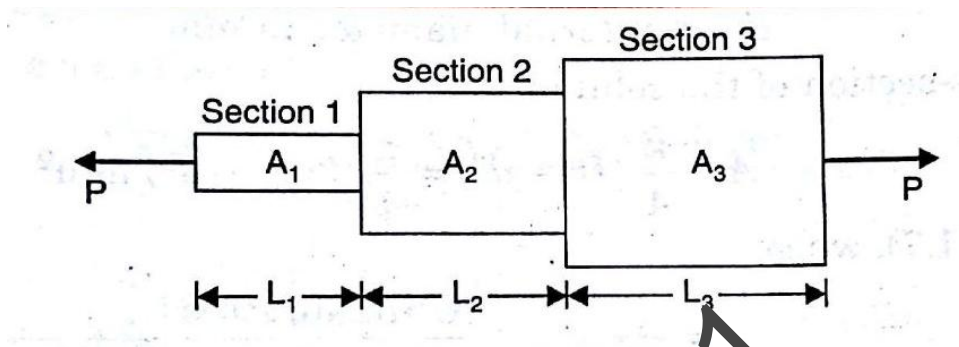 Section 3
Section 2
Section 1
A₁ A₂ A₃
P P
L₁ L₂ L₃